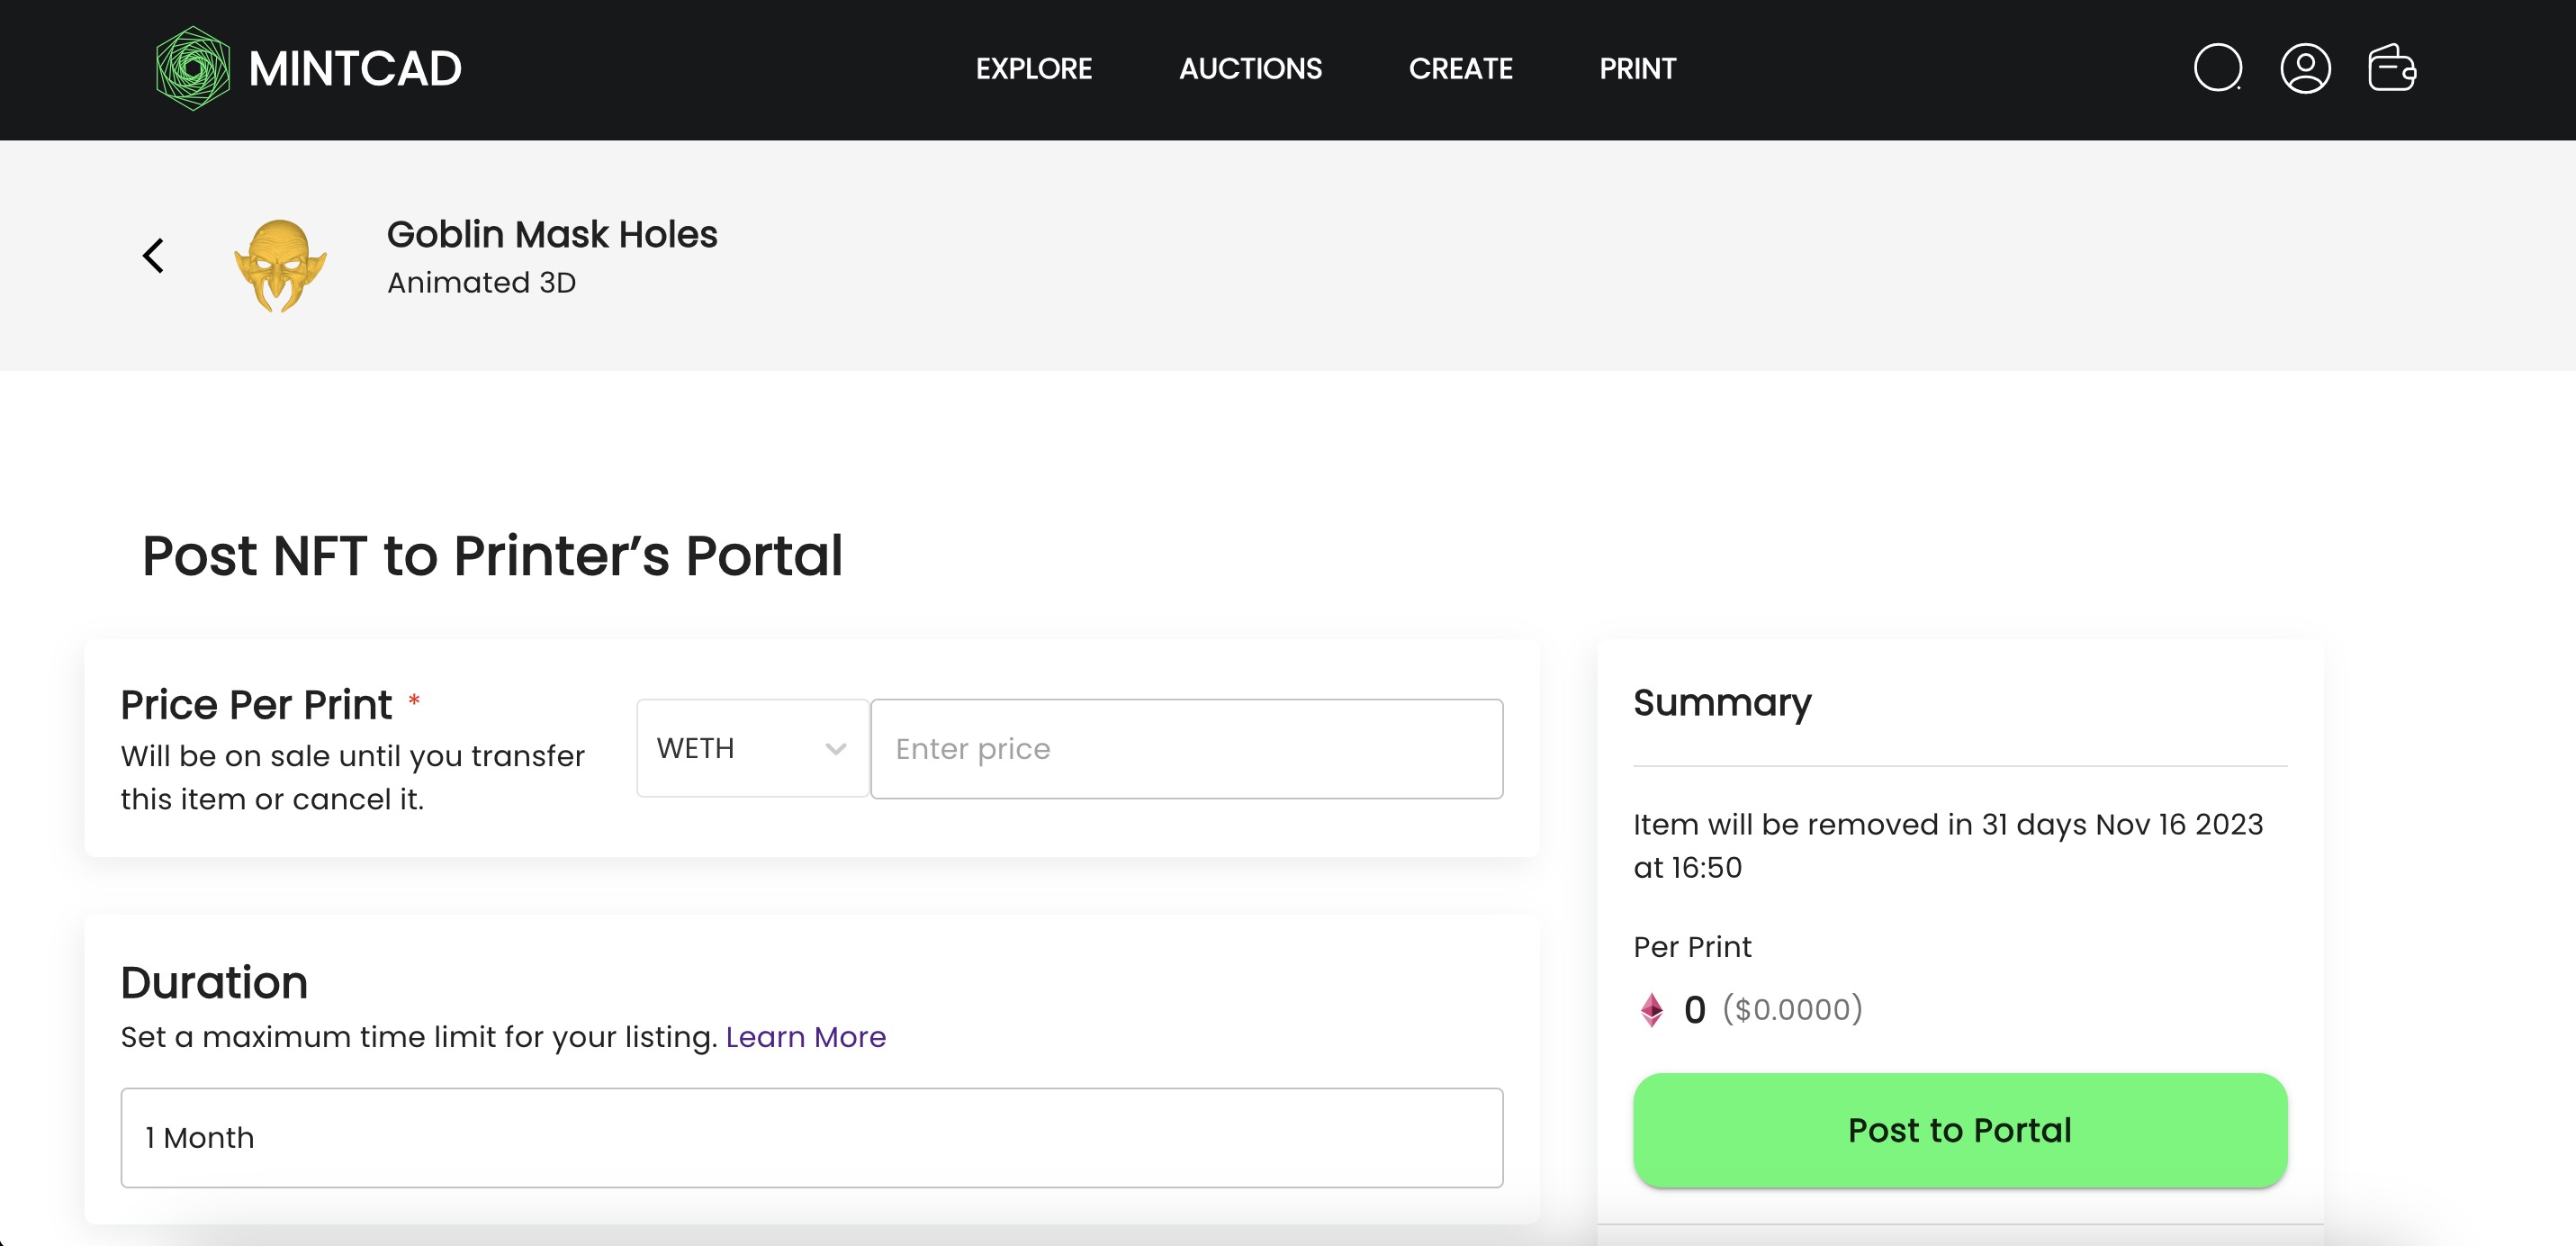 MINTCAD
EXPLORE
AUCTIONS
CREATE
PRINT
Goblin Mask Holes
Animated 3D
Post NFT to Printer’s Portal
Price Per Print *
Will be on sale until you transfer
this item or cancel it.
WETH
Enter price
Duration
Set a maximum time limit for your listing. Learn More
1 Month
Summary
Item will be removed in 31 days Nov 16 2023
at 16:50
Per Print
0 ($0.0000)
Post to Portal